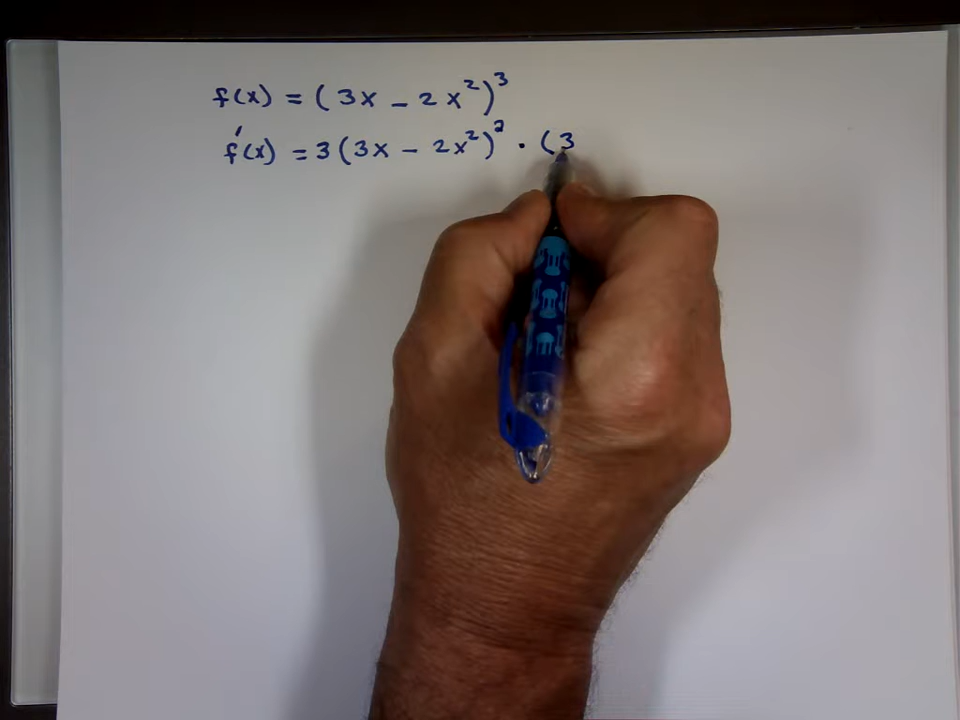 f(x) = (3x - 2x²)³
f'(x) = 3(3x - 2x²)² · (3